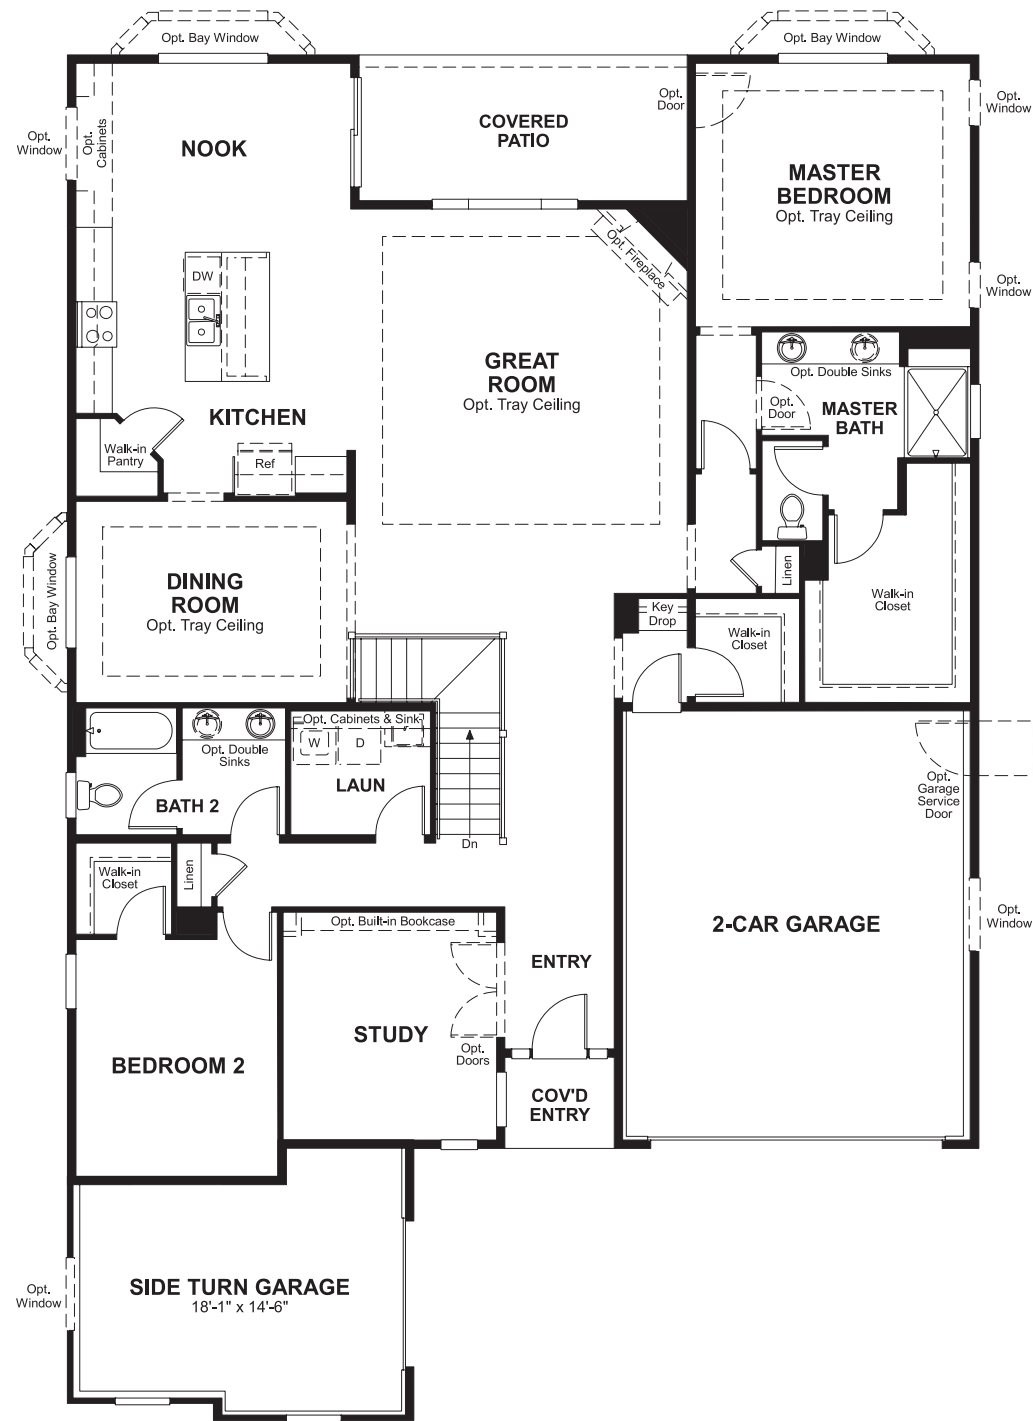 Opt. Bay Window
Opt. Bay Window
Opt.
Window
Opt.
Cabinets
NOOK
COVERED
PATIO
Opt.
Door
MASTER
BEDROOM
Opt. Tray Ceiling
Opt.
Window
Opt.
Window
Opt. Fireplace
DW
GREAT
ROOM
Opt. Tray Ceiling
KITCHEN
Walk-in
Pantry
Ref
Opt. Double Sinks
Opt.
Door
MASTER
BATH
Linen
Walk-in
Closet
Opt. Bay Window
DINING
ROOM
Opt. Tray Ceiling
Key
Drop
Walk-in
Closet
Opt. Double
Sinks
BATH 2
Opt. Cabinets & Sink
W
D
LAUN
Dn
Opt.
Garage
Service
Door
Walk-in
Closet
Linen
Opt. Built-in Bookcase
2-CAR GARAGE
Opt.
Window
ENTRY
STUDY
Opt.
Doors
BEDROOM 2
COV'D
ENTRY
SIDE TURN GARAGE
18'-1" x 14'-6"
Opt.
Window